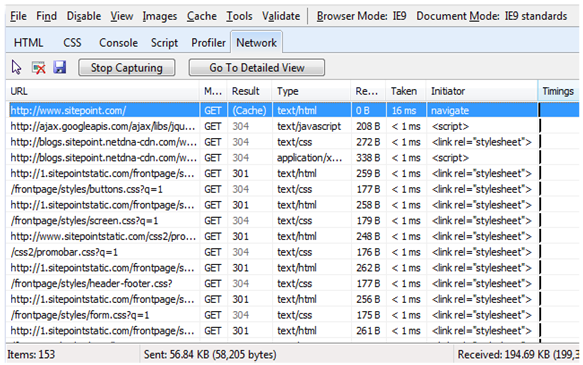 File Find Disable View Images Cache Tools Validate Browser Mode: IE9 Document Mode: IE9 standards
HTML CSS Console Script Profiler Network
Stop Capturing Go To Detailed View
URL M... Result Type Re... Taken Initiator Timings
http://www.sitepoint.com/ GET (Cache) text/html 0 B 16 ms navigate
http://ajax.googleapis.com/ajax/libs/jqu... GET 304 text/javascript 208 B < 1 ms <script>
http://blogs.sitepoint.netdna-cdn.com/w... GET 304 text/css 272 B < 1 ms <link rel="stylesheet">
http://blogs.sitepoint.netdna-cdn.com/w... GET 304 application/x... 338 B < 1 ms <script>
http://1.sitepointstatic.com/frontpage/s... GET 301 text/html 259 B < 1 ms <link rel="stylesheet">
/frontpage/styles/buttons.css?q=1 GET 304 text/css 177 B < 1 ms <link rel="stylesheet">
http://1.sitepointstatic.com/frontpage/s... GET 301 text/html 258 B < 1 ms <link rel="stylesheet">
/frontpage/styles/screen.css?q=1 GET 304 text/css 179 B < 1 ms <link rel="stylesheet">
http://www.sitepointstatic.com/css2/pro... GET 301 text/html 248 B < 1 ms <link rel="stylesheet">
/css2/promobar.css?q=1 GET 304 text/css 176 B < 1 ms <link rel="stylesheet">
http://1.sitepointstatic.com/frontpage/s... GET 301 text/html 262 B < 1 ms <link rel="stylesheet">
/frontpage/styles/header-footer.css? GET 304 text/css 177 B < 1 ms <link rel="stylesheet">
http://1.sitepointstatic.com/frontpage/s... GET 301 text/html 256 B < 1 ms <link rel="stylesheet">
/frontpage/styles/form.css?q=1 GET 304 text/css 175 B < 1 ms <link rel="stylesheet">
http://1.sitepointstatic.com/frontpage/s... GET 301 text/html 261 B < 1 ms <link rel="stylesheet">
Items: 153 Sent: 56.84 KB (58,205 bytes) Received: 194.69 KB (199,3